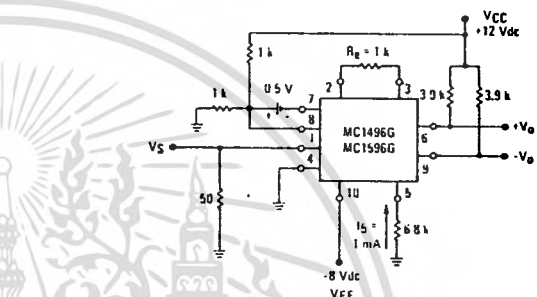 VCC
+12 Vdc
1 k
RE = 1 k
1 k
0.5 V
+ -
7
2
3
3.9 k
3.9 k
8
VS
1
MC1496G
MC1596G
6
+Vo
4
9
-Vo
50
10
5
I5 =
1 mA
6.8 k
-8 Vdc
VEE